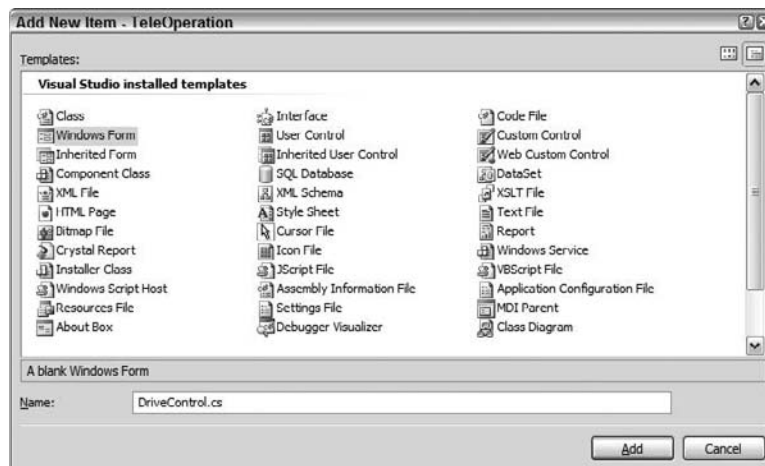 Add New Item - TeleOperation
Templates:
Visual Studio installed templates
Class
Windows Form
Inherited Form
Component Class
XML File
HTML Page
Bitmap File
Crystal Report
Installer Class
Windows Script Host
Resources File
About Box
Interface
User Control
Inherited User Control
SQL Database
XML Schema
Style Sheet
Cursor File
Icon File
JScript File
Assembly Information File
Settings File
Debugger Visualizer
Code File
Custom Control
Web Custom Control
DataSet
XSLT File
Text File
Report
Windows Service
VBScript File
Application Configuration File
MDI Parent
Class Diagram
A blank Windows Form
Name:
DriveControl.cs
Add
Cancel